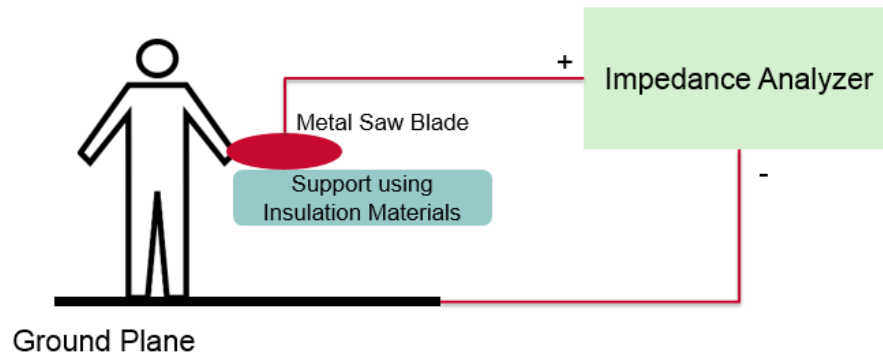 +
Impedance Analyzer
Metal Saw Blade
-
Support using
Insulation Materials
Ground Plane